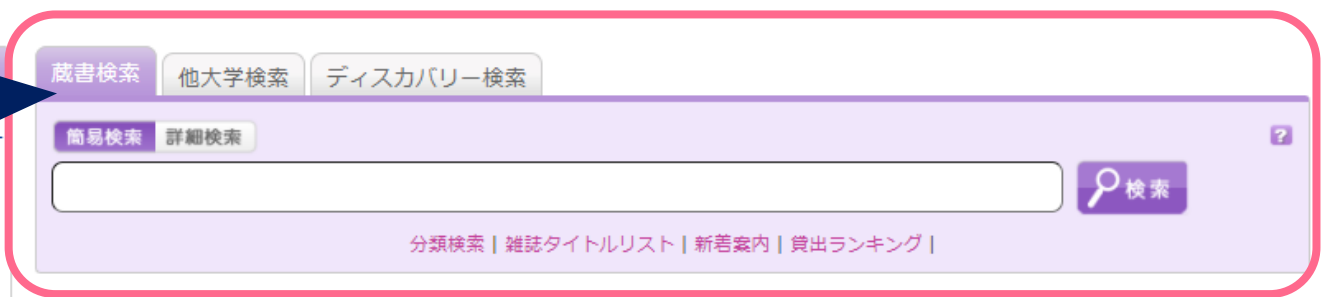 蔵書検索 他大学検索 ディスカバリー検索
簡易検索 詳細検索 ?
検索
分類検索 | 雑誌タイトルリスト | 新着案内 | 貸出ランキング |